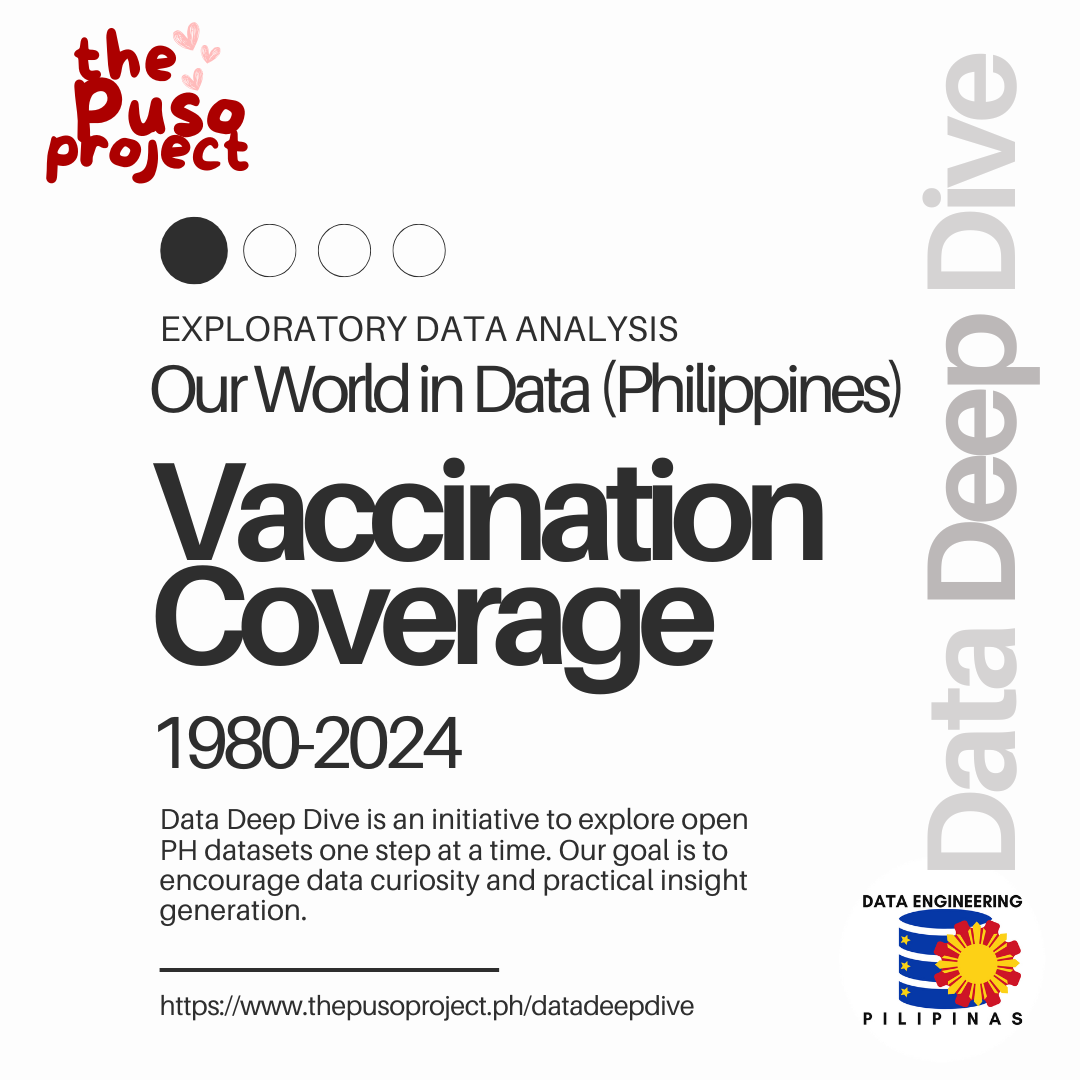 the
Puso
project
EXPLORATORY DATA ANALYSIS
Our World in Data (Philippines)
Vaccination
Coverage
1980-2024
Data Deep Dive is an initiative to explore open
PH datasets one step at a time. Our goal is to
encourage data curiosity and practical insight
generation.
https://www.thepusoproject.ph/datadeepdive
Data Deep Dive
DATA ENGINEERING
PILIPINAS